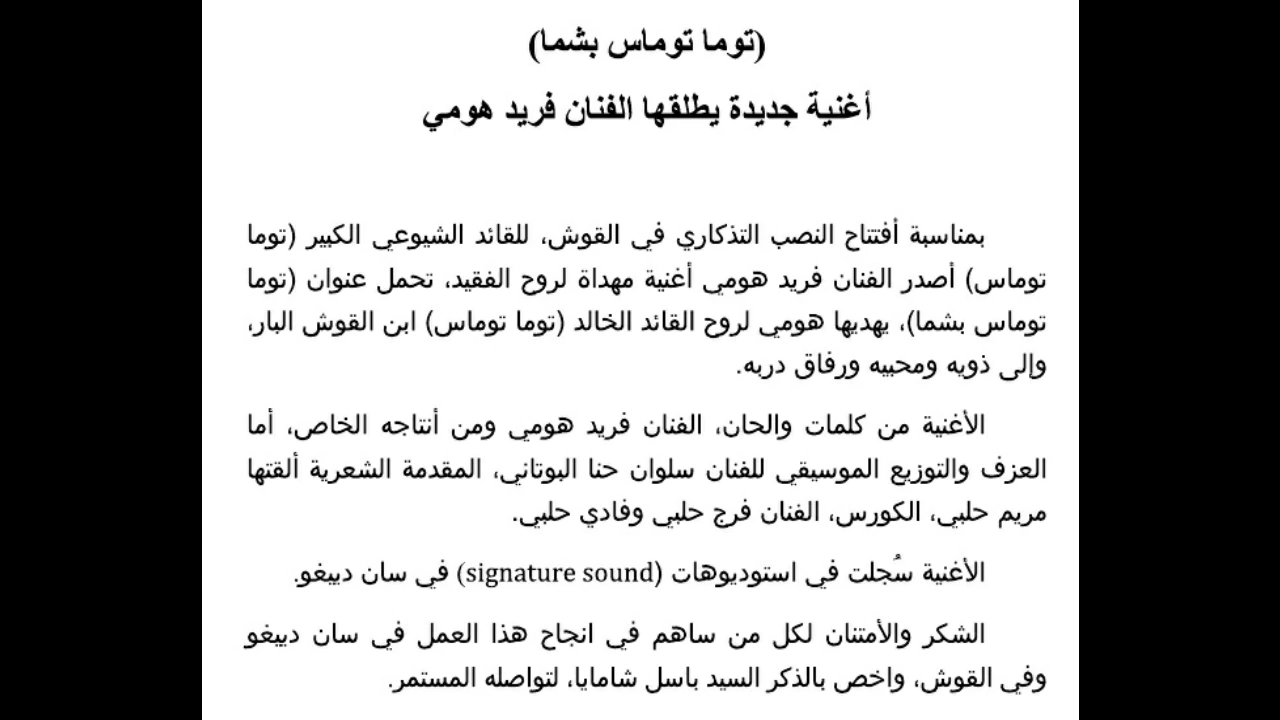 (توما توماس بشما)
أغنية جديدة يطلقها الفنان فريد هومي
بمناسبة أفتتاح النصب التذكاري في القوش، للقائد الشيوعي الكبير (توما
توماس) أصدر الفنان فريد هومي أغنية مهداة لروح الفقيد، تحمل عنوان (توما
توماس بشما)، يهديها هومي لروح القائد الخالد (توما توماس) ابن القوش البار،
وإلى ذويه ومحبيه ورفاق دربه.
الأغنية من كلمات والحان، الفنان فريد هومي ومن أنتاجه الخاص، أما
العزف والتوزيع الموسيقي للفنان سلوان حنا البوتاني، المقدمة الشعرية ألقتها
مريم حلبي، الكورس، الفنان فرج حلبي وفادي حلبي.
الأغنية سُجلت في استوديوهات (signature sound) في سان دييغو.
الشكر والأمتنان لكل من ساهم في انجاح هذا العمل في سان دييغو
وفي القوش، واخص بالذكر السيد باسل شامايا، لتواصله المستمر.